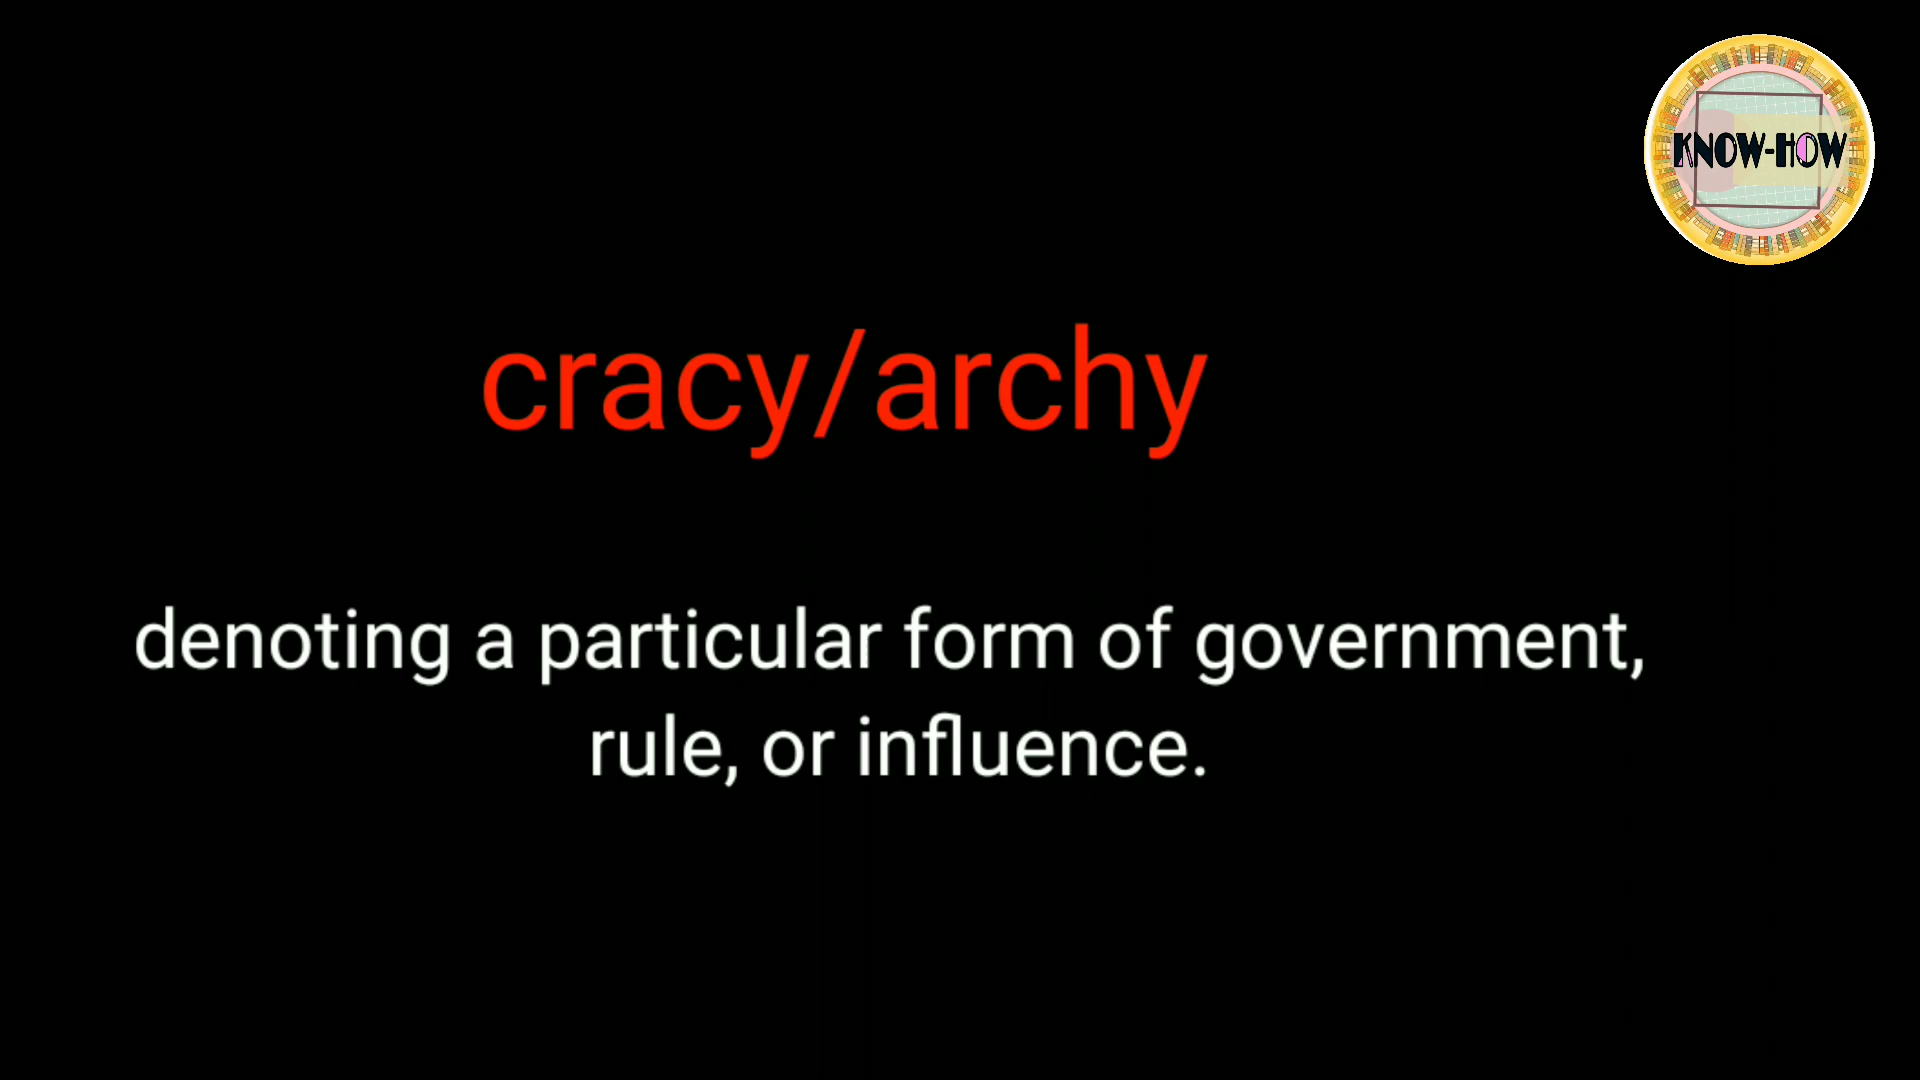 KNOW-HOW
cracy/archy
denoting a particular form of government,
rule, or influence.